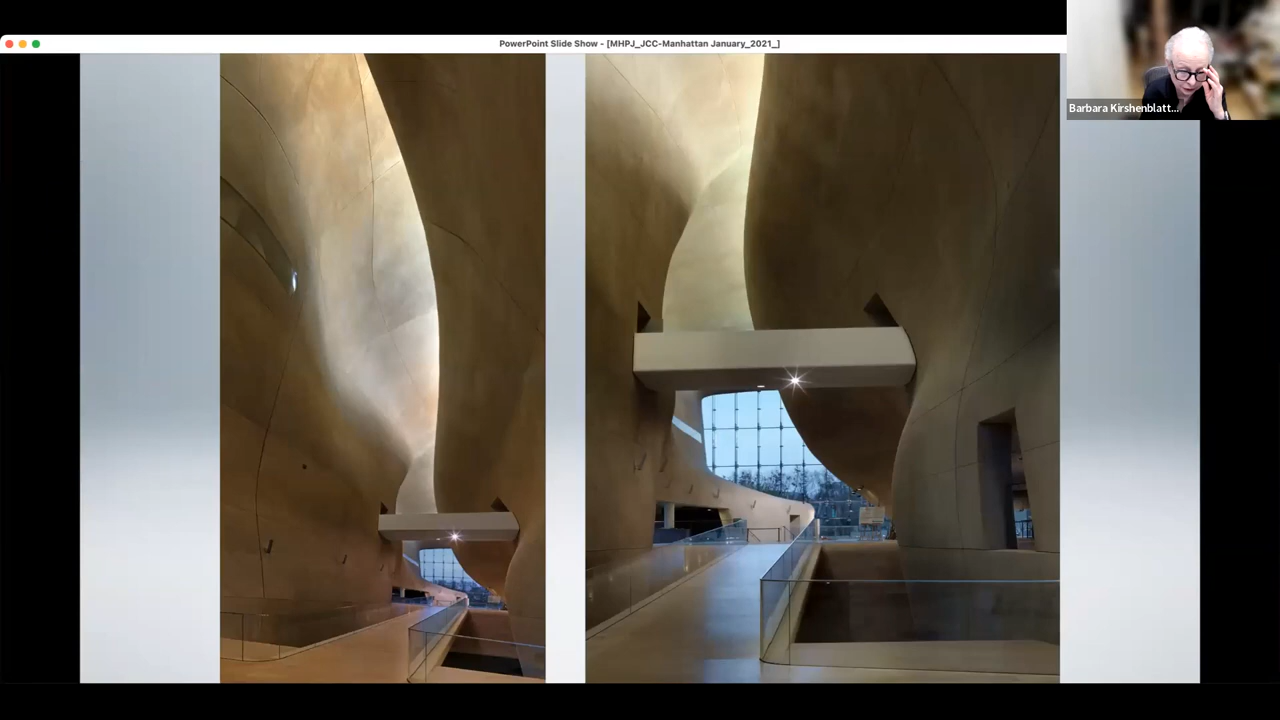 PowerPoint Slide Show - [MHPJ_JCC-Manhattan January_2021_]
Barbara Kirshenblatt...